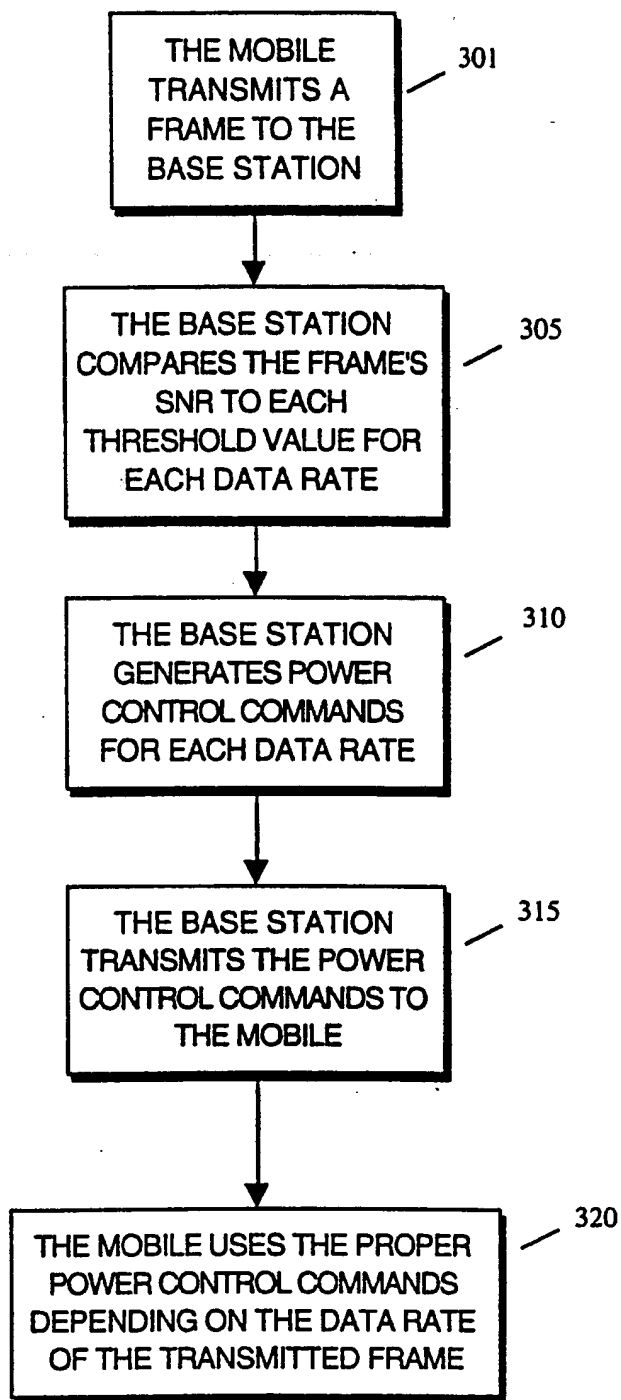 THE MOBILE
TRANSMITS A
FRAME TO THE
BASE STATION
301
THE BASE STATION
COMPARES THE FRAME'S
SNR TO EACH
THRESHOLD VALUE FOR
EACH DATA RATE
305
THE BASE STATION
GENERATES POWER
CONTROL COMMANDS
FOR EACH DATA RATE
310
THE BASE STATION
TRANSMITS THE POWER
CONTROL COMMANDS TO
THE MOBILE
315
THE MOBILE USES THE PROPER
POWER CONTROL COMMANDS
DEPENDING ON THE DATA RATE
OF THE TRANSMITTED FRAME
320